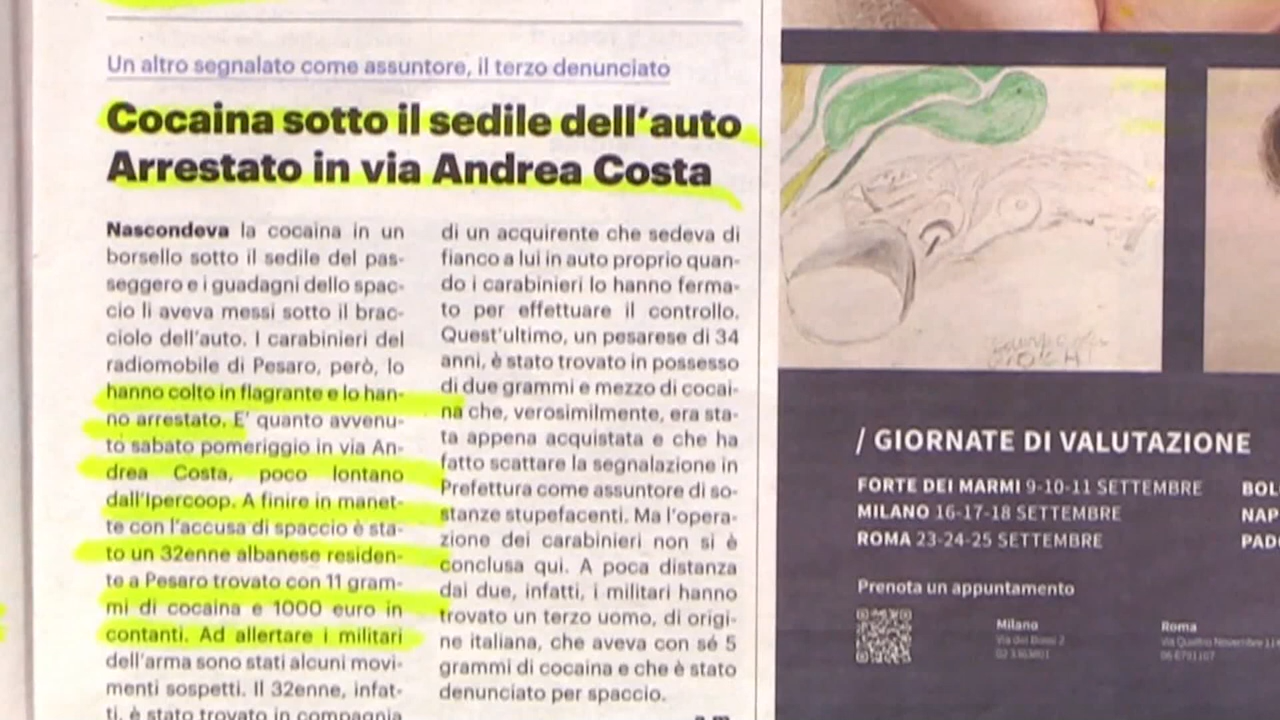 Un altro segnalato come assuntore, il terzo denunciato
Cocaina sotto il sedile dell'auto
Arrestato in via Andrea Costa
Nascondeva la cocaina in un
borsello sotto il sedile del pas-
seggero e i guadagni dello spac-
cio li aveva messi sotto il brac-
ciolo dell'auto. I carabinieri del
radiomobile di Pesaro, però, lo
hanno colto in flagrante e lo han-
no arrestato. E' quanto avvenu-
to sabato pomeriggio in via An-
drea Costa, poco lontano
dall'Ipercoop. A finire in manet-
te con l'accusa di spaccio è sta-
to un 32enne albanese residen-
te a Pesaro trovato con 11 gram-
mi di cocaina e 1000 euro in
contanti. Ad allertare i militari
dell'arma sono stati alcuni movi-
menti sospetti. Il 32enne, infat-
ti, è stato trovato in compagnia
di un acquirente che sedeva di
fianco a lui in auto proprio quan-
do i carabinieri lo hanno ferma-
to per effettuare il controllo.
Quest'ultimo, un pesarese di 34
anni, è stato trovato in possesso
di due grammi e mezzo di cocai-
na che, verosimilmente, era sta-
ta appena acquistata e che ha
fatto scattare la segnalazione in
Prefettura come assuntore di so-
stanze stupefacenti. Ma l'opera-
zione dei carabinieri non si è
conclusa qui. A poca distanza
dai due, infatti, i militari hanno
trovato un terzo uomo, di origi-
ne italiana, che aveva con sé 5
grammi di cocaina e che è stato
denunciato per spaccio.
/ GIORNATE DI VALUTAZIONE
FORTE DEI MARMI 9-10-11 SETTEMBRE
MILANO 16-17-18 SETTEMBRE
ROMA 23-24-25 SETTEMBRE
BOL
NAP
PAD
Prenota un appuntamento
Milano
Roma